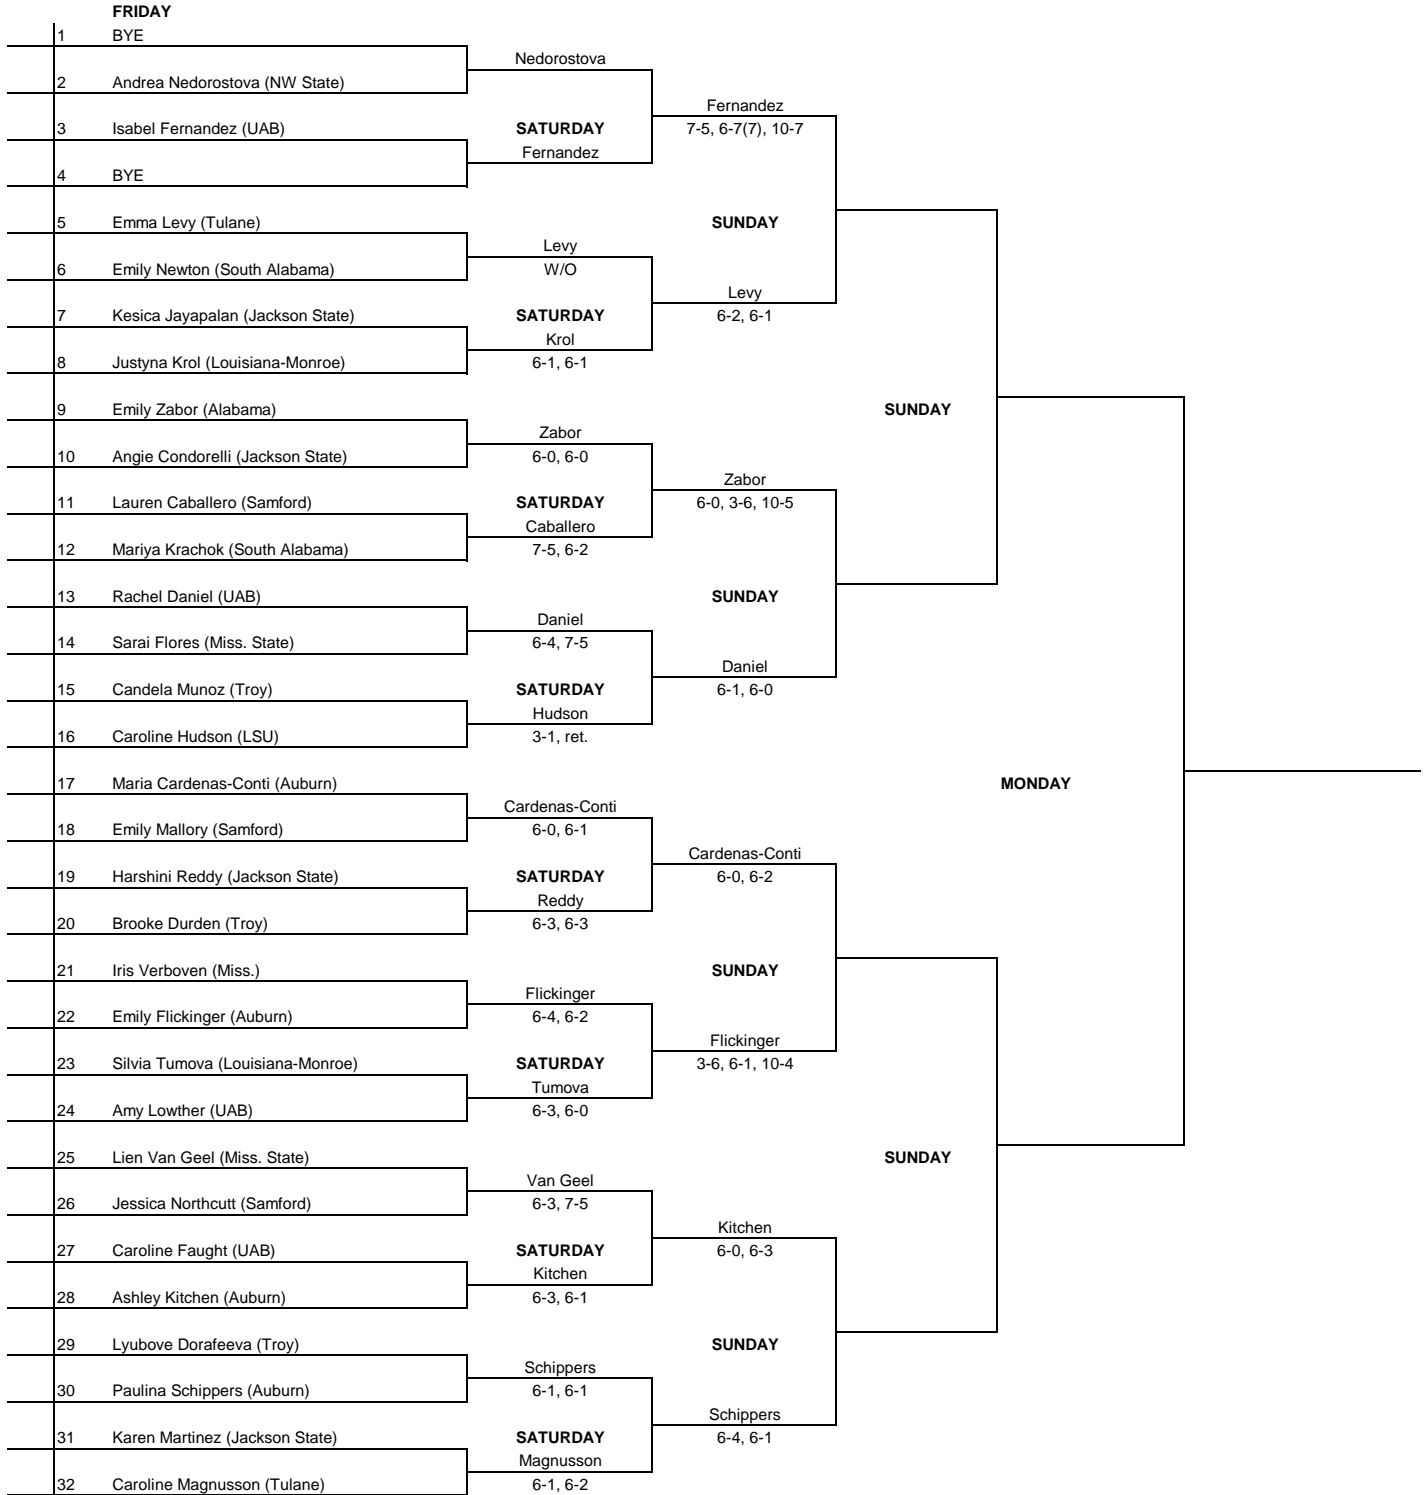 FRIDAY
1 BYE
Nedorostova
2 Andrea Nedorostova (NW State)
Fernandez
3 Isabel Fernandez (UAB) SATURDAY 7-5, 6-7(7), 10-7
Fernandez
4 BYE
5 Emma Levy (Tulane) SUNDAY
Levy
6 Emily Newton (South Alabama) W/O
Levy
7 Kesica Jayapalan (Jackson State) SATURDAY 6-2, 6-1
Krol
8 Justyna Krol (Louisiana-Monroe) 6-1, 6-1
9 Emily Zabor (Alabama) SUNDAY
Zabor
10 Angie Condorelli (Jackson State) 6-0, 6-0
Zabor
11 Lauren Caballero (Samford) SATURDAY 6-0, 3-6, 10-5
Caballero
12 Mariya Krachok (South Alabama) 7-5, 6-2
13 Rachel Daniel (UAB) SUNDAY
Daniel
14 Sarai Flores (Miss. State) 6-4, 7-5
Daniel
15 Candela Munoz (Troy) SATURDAY 6-1, 6-0
Hudson
16 Caroline Hudson (LSU) 3-1, ret.
17 Maria Cardenas-Conti (Auburn) MONDAY
Cardenas-Conti
18 Emily Mallory (Samford) 6-0, 6-1
Cardenas-Conti
19 Harshini Reddy (Jackson State) SATURDAY 6-0, 6-2
Reddy
20 Brooke Durden (Troy) 6-3, 6-3
21 Iris Verboven (Miss.) SUNDAY
Flickinger
22 Emily Flickinger (Auburn) 6-4, 6-2
Flickinger
23 Silvia Tumova (Louisiana-Monroe) SATURDAY 3-6, 6-1, 10-4
Tumova
24 Amy Lowther (UAB) 6-3, 6-0
25 Lien Van Geel (Miss. State) SUNDAY
Van Geel
26 Jessica Northcutt (Samford) 6-3, 7-5
Kitchen
27 Caroline Faught (UAB) SATURDAY 6-0, 6-3
Kitchen
28 Ashley Kitchen (Auburn) 6-3, 6-1
29 Lyubove Dorafeeva (Troy) SUNDAY
Schippers
30 Paulina Schippers (Auburn) 6-1, 6-1
Schippers
31 Karen Martinez (Jackson State) SATURDAY 6-4, 6-1
Magnusson
32 Caroline Magnusson (Tulane) 6-1, 6-2